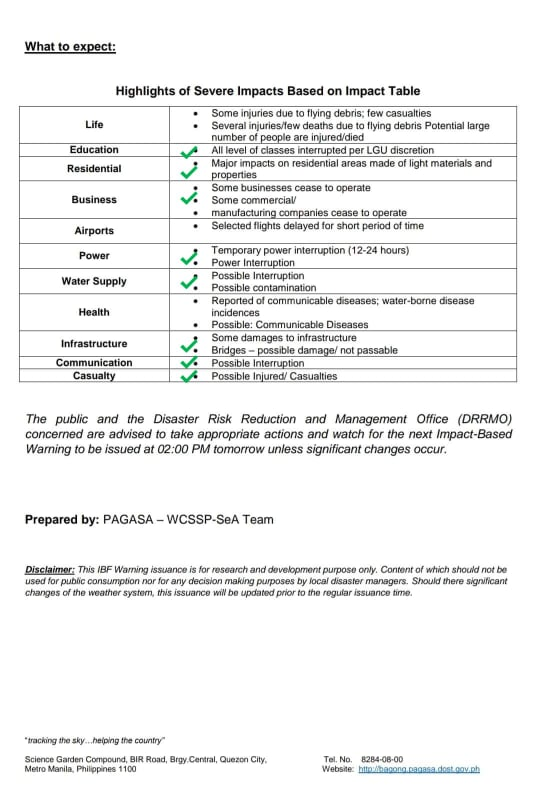 What to expect:
Highlights of Severe Impacts Based on Impact Table
Life
• Some injuries due to flying debris; few casualties
• Several injuries/few deaths due to flying debris Potential large
number of people are injured/died
Education
• All level of classes interrupted per LGU discretion
Residential
• Major impacts on residential areas made of light materials and
properties
Business
• Some businesses cease to operate
• Some commercial/
• manufacturing companies cease to operate
Airports
• Selected flights delayed for short period of time
Power
• Temporary power interruption (12-24 hours)
• Power Interruption
Water Supply
• Possible Interruption
• Possible contamination
Health
• Reported of communicable diseases; water-borne disease
incidences
• Possible: Communicable Diseases
Infrastructure
• Some damages to infrastructure
• Bridges – possible damage/ not passable
Communication
• Possible Interruption
Casualty
• Possible Injured/ Casualties
The public and the Disaster Risk Reduction and Management Office (DRRMO)
concerned are advised to take appropriate actions and watch for the next Impact-Based
Warning to be issued at 02:00 PM tomorrow unless significant changes occur.
Prepared by: PAGASA – WCSSP-SeA Team
Disclaimer: This IBF Warning issuance is for research and development purpose only. Content of which should not be
used for public consumption nor for any decision making purposes by local disaster managers. Should there significant
changes of the weather system, this issuance will be updated prior to the regular issuance time.
“tracking the sky…helping the country”
Science Garden Compound, BIR Road, Brgy.Central, Quezon City,
Metro Manila, Philippines 1100
Tel. No. 8284-08-00
Website: http://bagong.pagasa.dost.gov.ph